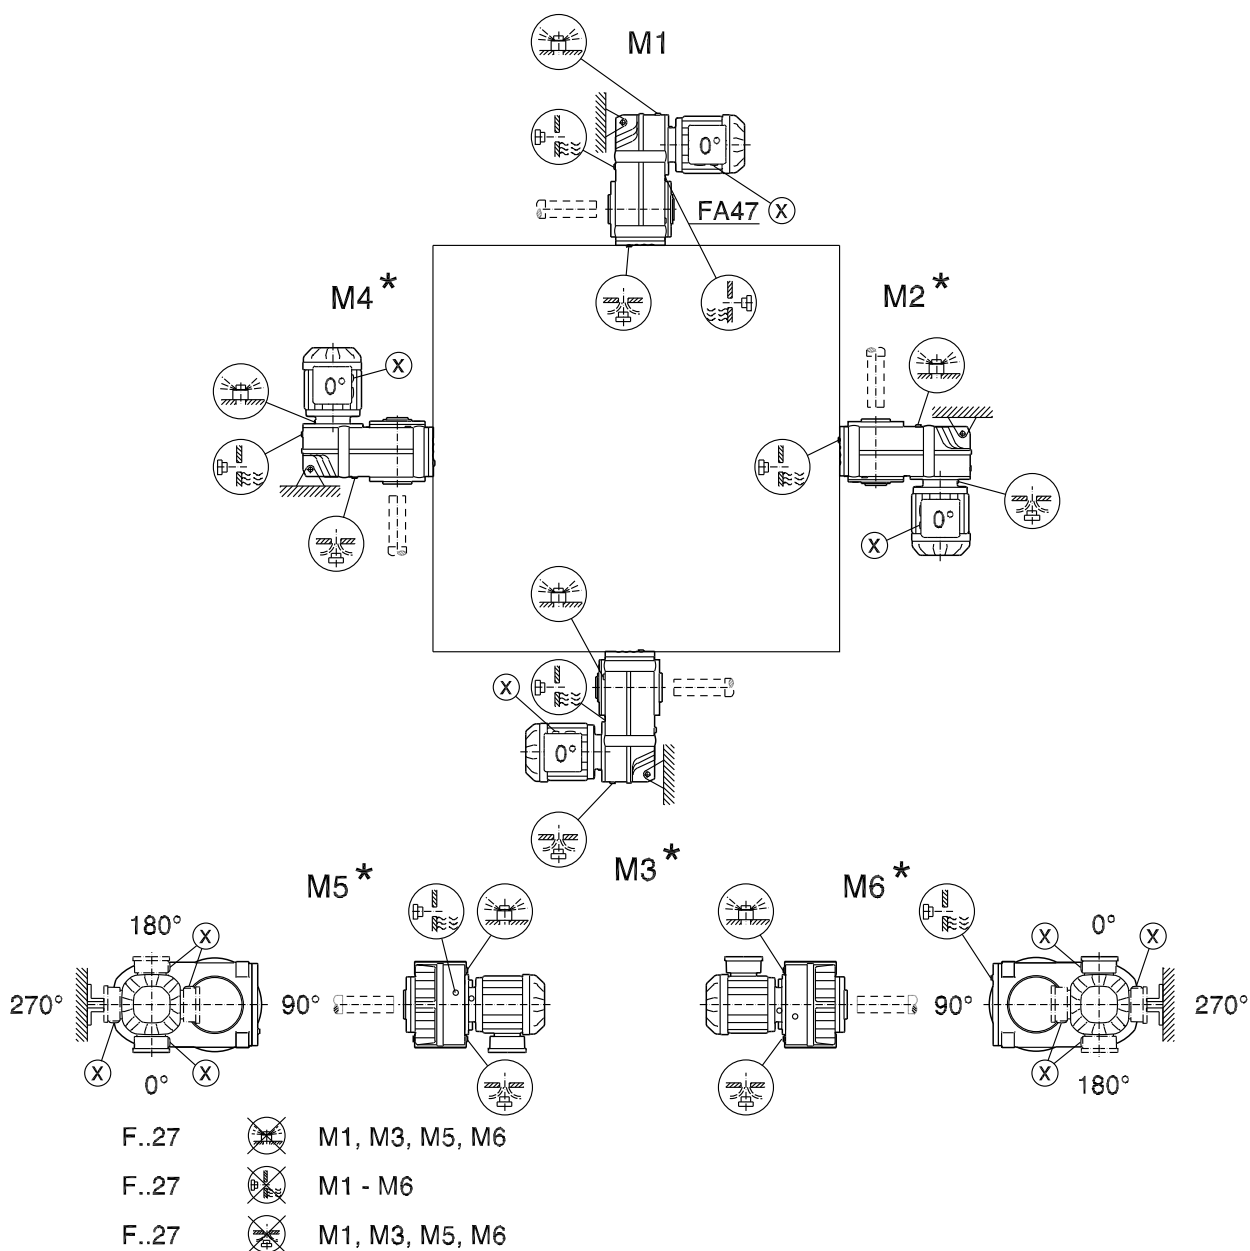 M1
0°
FA47 X
M4*
M2*
X
0°
0°
X
X
0°
M3*
M5*
M6*
180°
X
0°
X X
270°
90°
90°
270°
X
0°
X
X
180°
F..27 M1, M3, M5, M6
F..27 M1 - M6
F..27 M1, M3, M5, M6